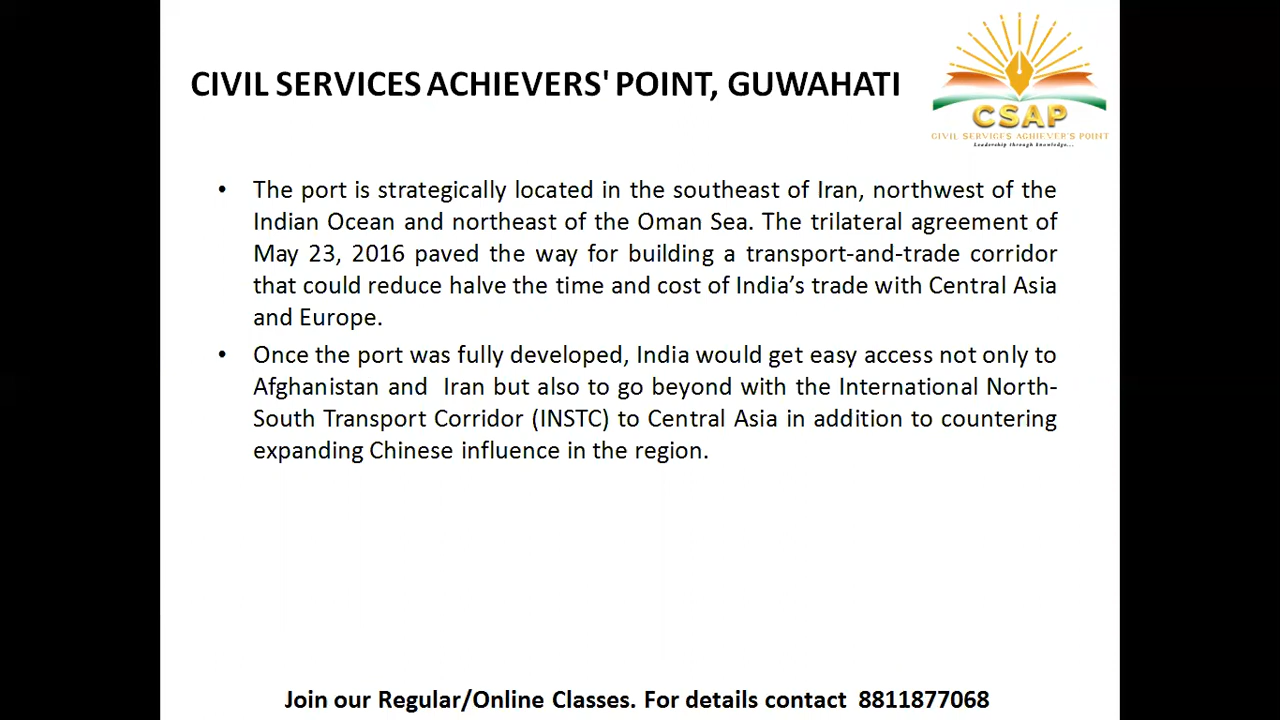 CIVIL SERVICES ACHIEVERS' POINT, GUWAHATI
CSAP
CIVIL SERVICES ACHIEVER'S POINT
Leadership through knowledge...
• The port is strategically located in the southeast of Iran, northwest of the
Indian Ocean and northeast of the Oman Sea. The trilateral agreement of
May 23, 2016 paved the way for building a transport-and-trade corridor
that could reduce halve the time and cost of India’s trade with Central Asia
and Europe.
• Once the port was fully developed, India would get easy access not only to
Afghanistan and  Iran but also to go beyond with the International North-
South Transport Corridor (INSTC) to Central Asia in addition to countering
expanding Chinese influence in the region.
Join our Regular/Online Classes. For details contact  8811877068